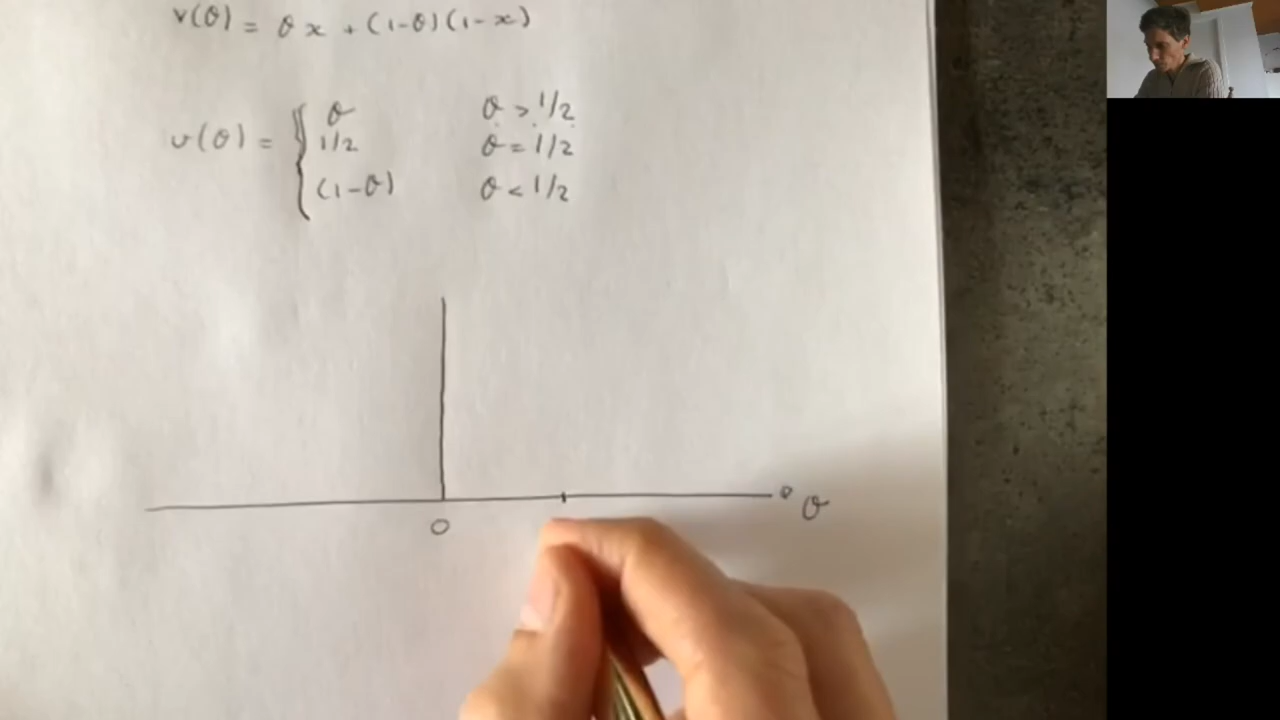 v(θ) = θx + (1-θ)(1-x)
v(θ) = { θ θ > 1/2
1/2 θ = 1/2
(1-θ) θ < 1/2
θ
0